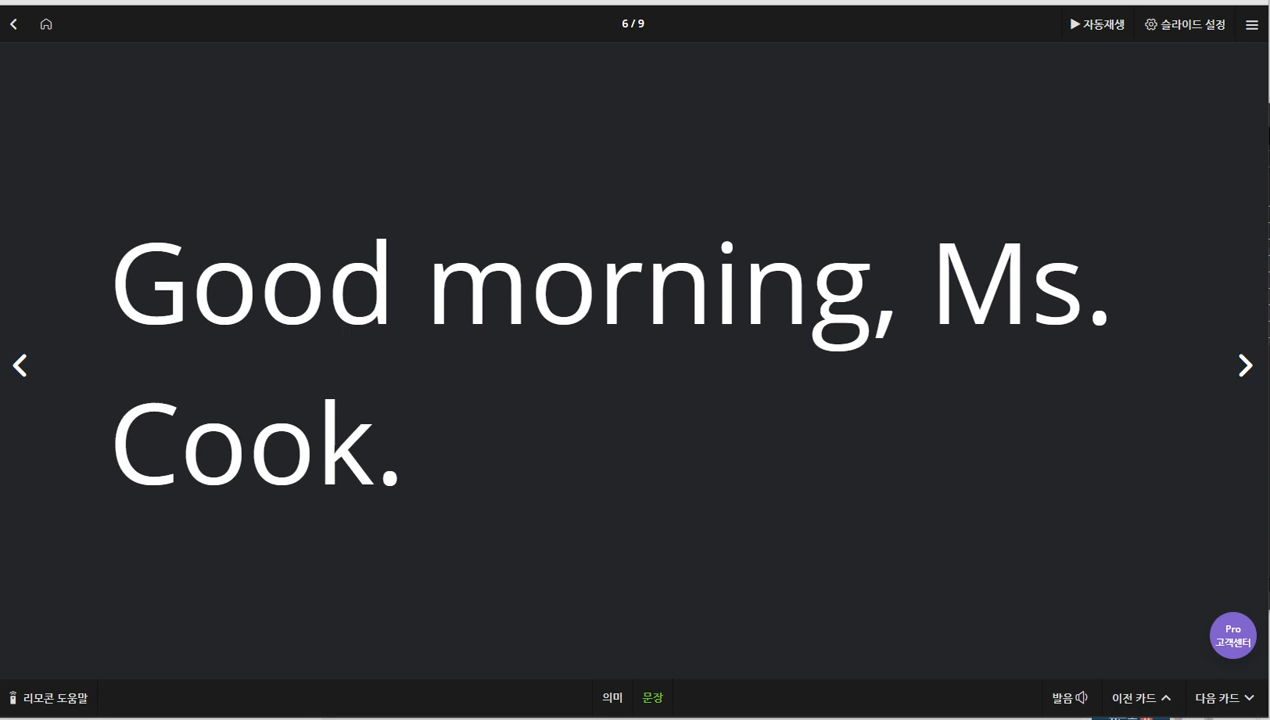 6 / 9
자동재생
슬라이드 설정
Good morning, Ms.
Cook.
Pro
고객센터
리모콘 도움말
의미
문장
발음
이전 카드
다음 카드